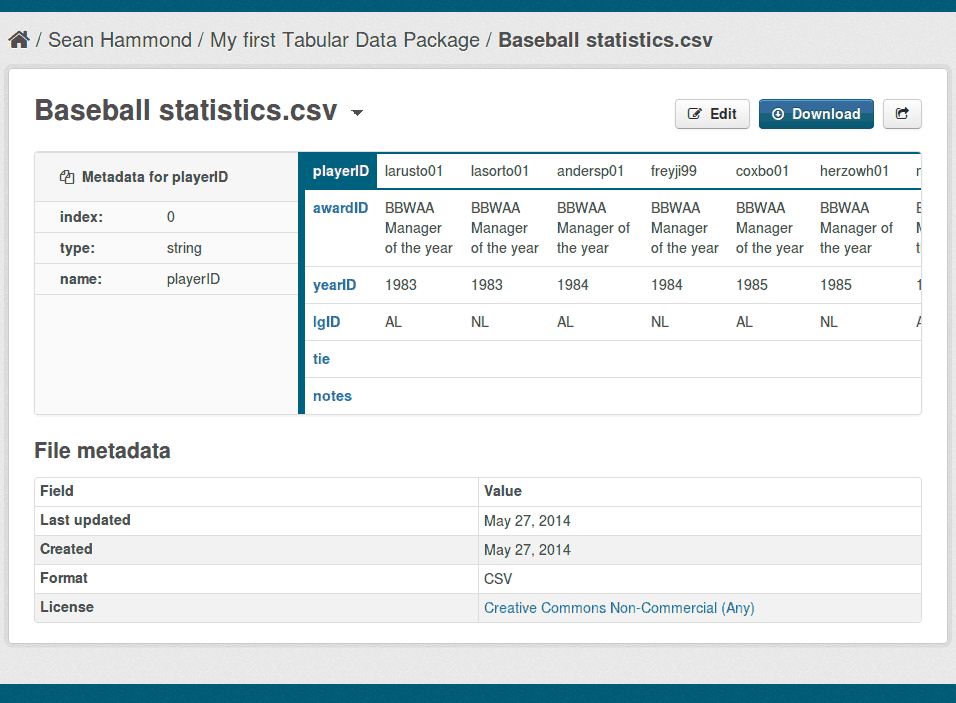 / Sean Hammond / My first Tabular Data Package / Baseball statistics.csv
Baseball statistics.csv
Edit Download
Metadata for playerID
index: 0
type: string
name: playerID
playerID larusto01 lasorto01 andersp01 freyji99 coxbo01 herzowh01
awardID BBWAA BBWAA BBWAA BBWAA BBWAA BBWAA
Manager Manager Manager of Manager Manager Manager of
of the year of the year the year of the year of the year the year
yearID 1983 1983 1984 1984 1985 1985
lgID AL NL AL NL AL NL
tie
notes
File metadata
Field Value
Last updated May 27, 2014
Created May 27, 2014
Format CSV
License Creative Commons Non-Commercial (Any)